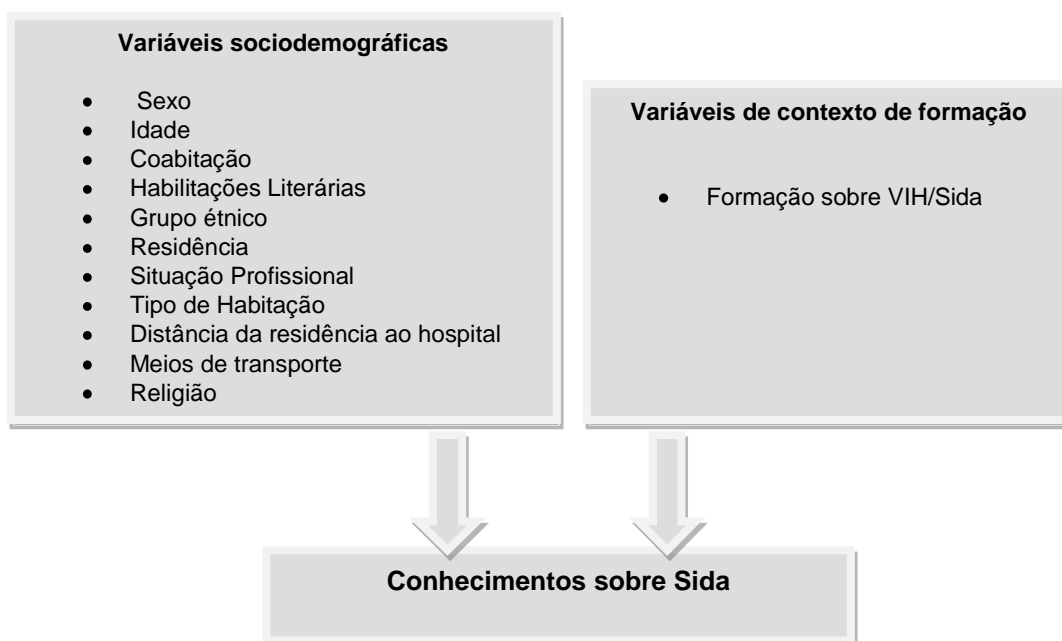 Variáveis sociodemográficas
• Sexo
• Idade
• Coabitação
• Habilitações Literárias
• Grupo étnico
• Residência
• Situação Profissional
• Tipo de Habitação
• Distância da residência ao hospital
• Meios de transporte
• Religião
Variáveis de contexto de formação
• Formação sobre VIH/Sida
Conhecimentos sobre Sida